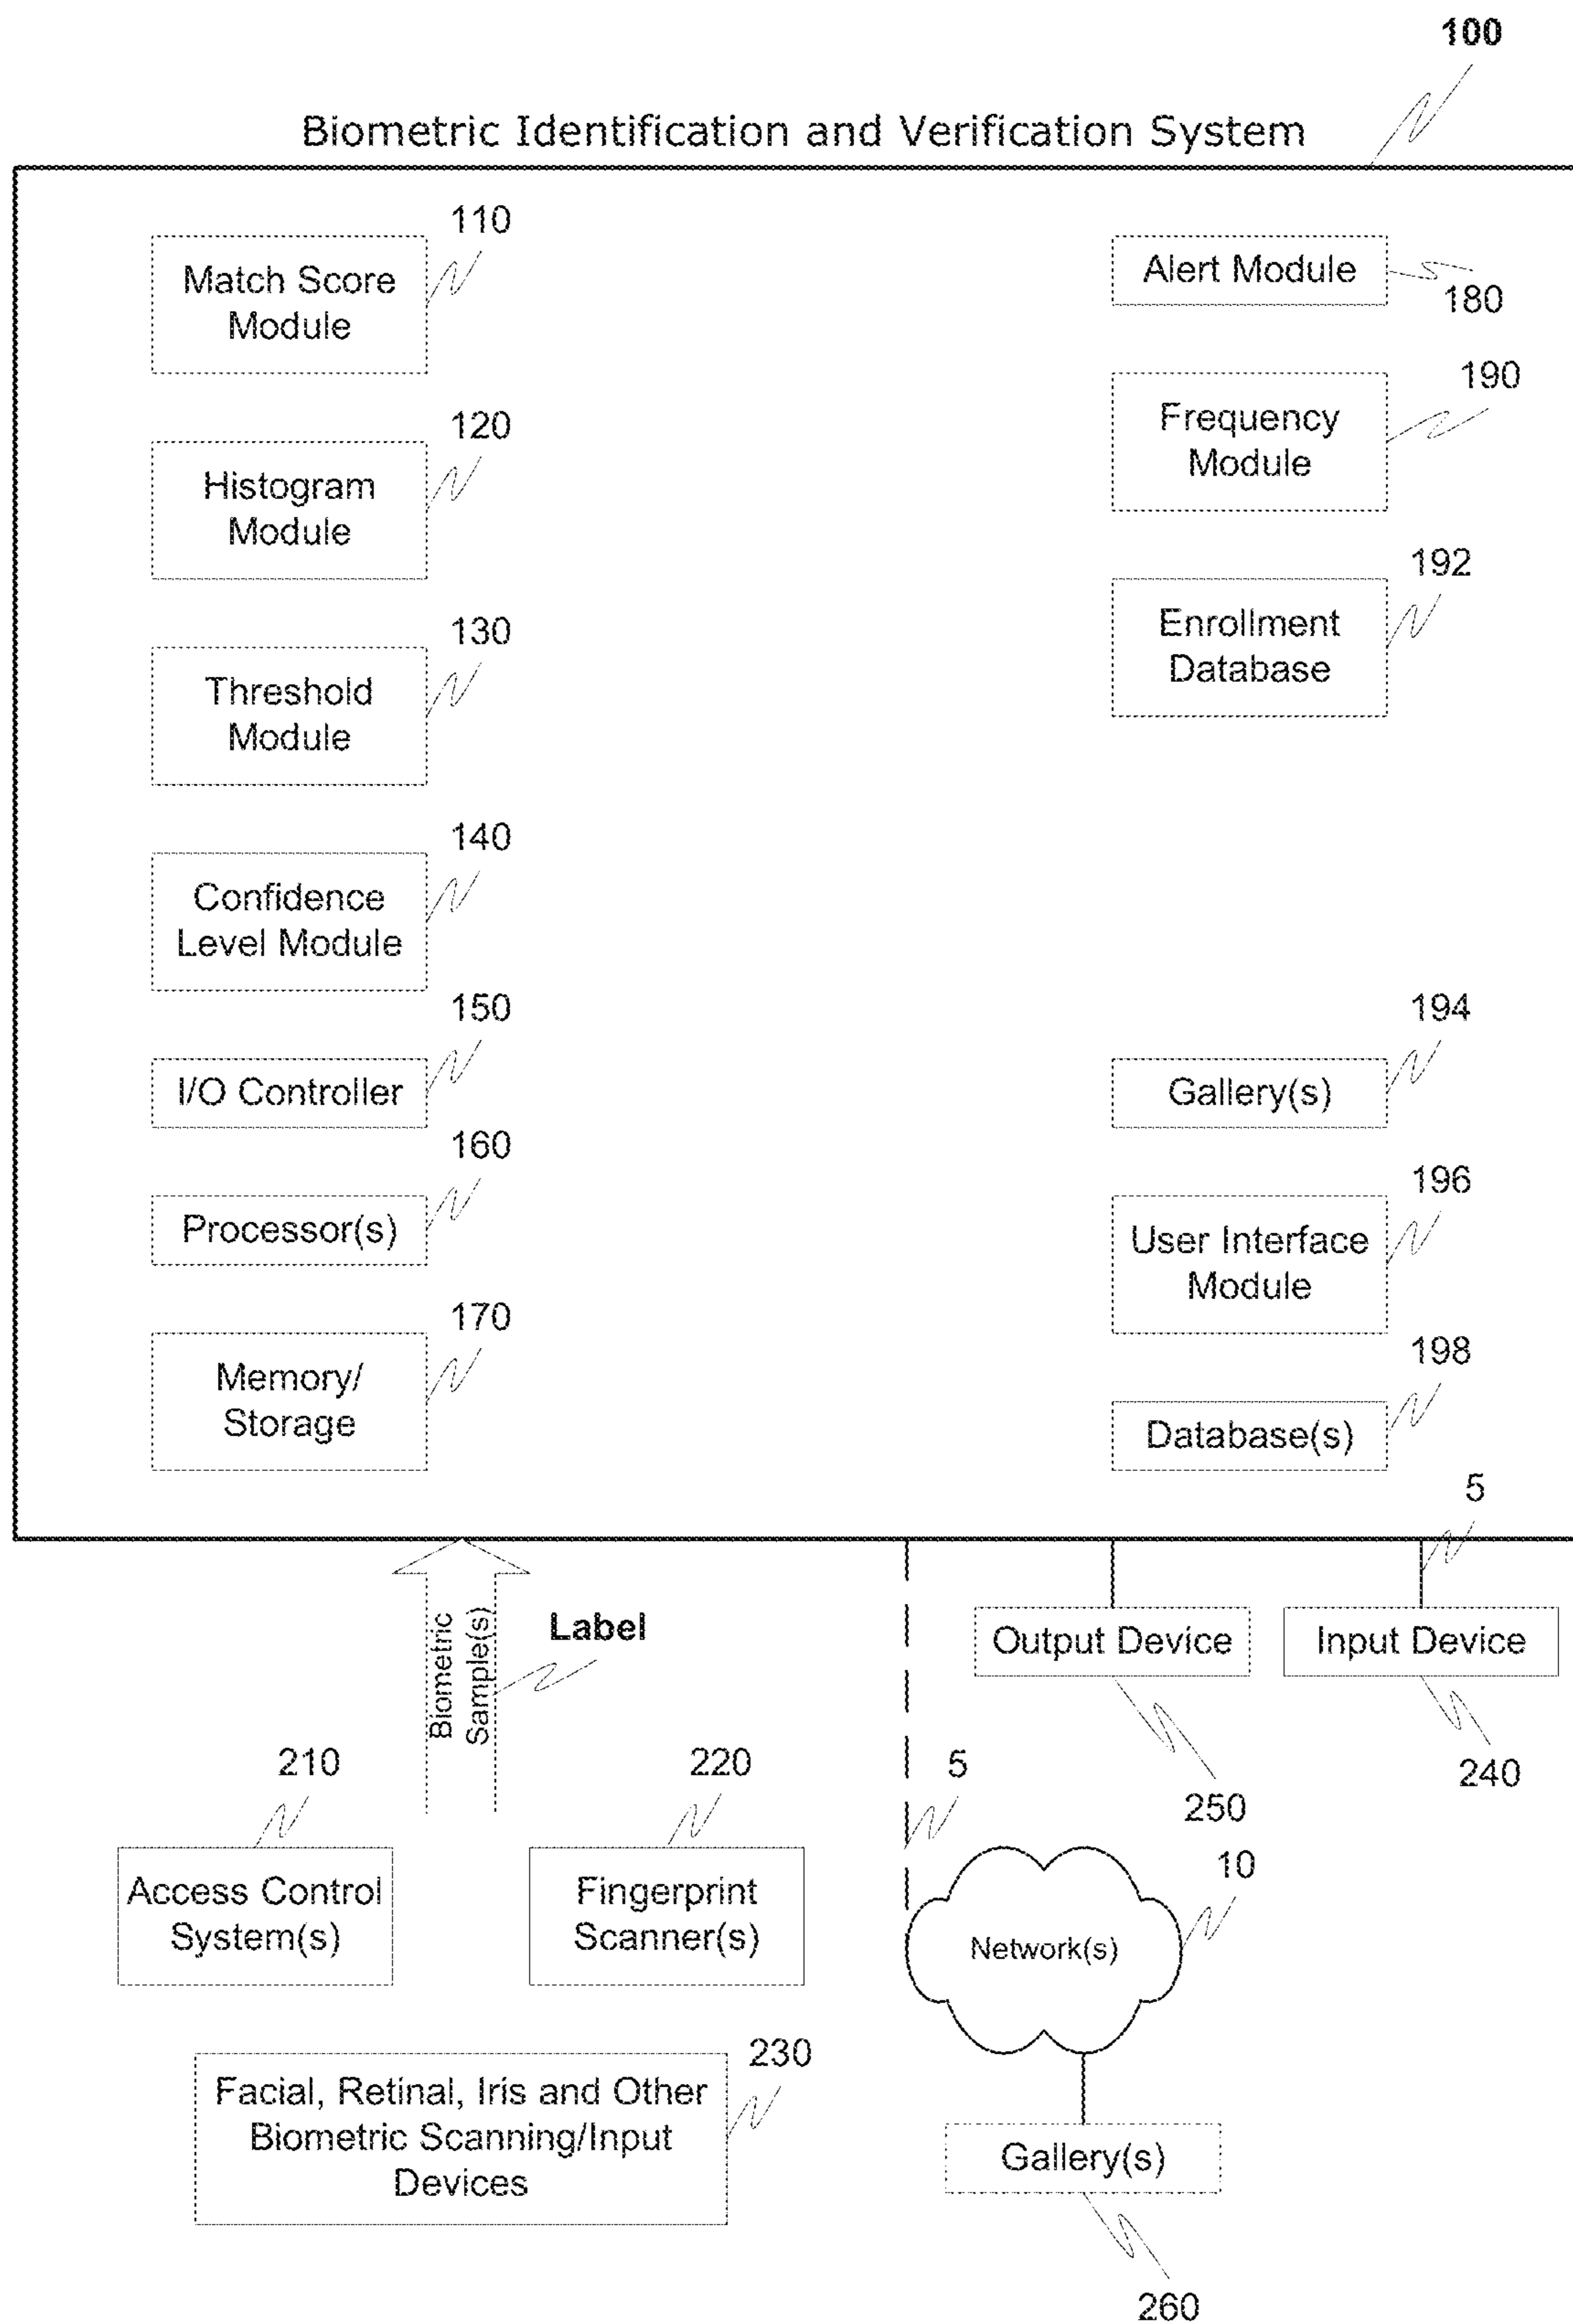 100
Biometric Identification and Verification System
110
Match Score
Module
120
Histogram
Module
130
Threshold
Module
140
Confidence
Level Module
150
I/O Controller
160
Processor(s)
170
Memory/
Storage
Alert Module
180
190
Frequency
Module
192
Enrollment
Database
194
Gallery(s)
196
User Interface
Module
198
Database(s)
5
Biometric
Sample(s)
Label
Output Device
250
Input Device
240
210
Access Control
System(s)
220
Fingerprint
Scanner(s)
5
10
Network(s)
230
Facial, Retinal, Iris and Other
Biometric Scanning/Input
Devices
Gallery(s)
260